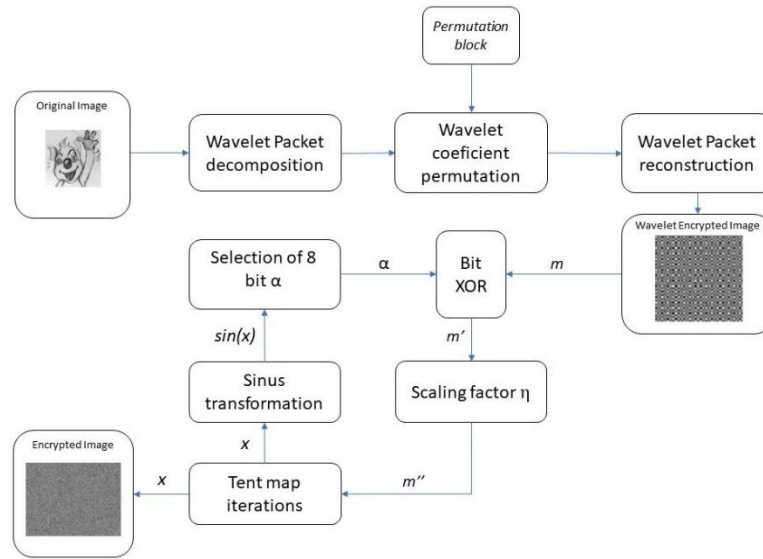 Permutation
block
Original Image
Wavelet Packet
decomposition
Wavelet
coeficient
permutation
Wavelet Packet
reconstruction
Wavelet Encrypted Image
Selection of 8
bit α
α
Bit
XOR
m
sin(x)
m'
Sinus
transformation
Scaling factor η
Encrypted Image
x
x
Tent map
iterations
m''